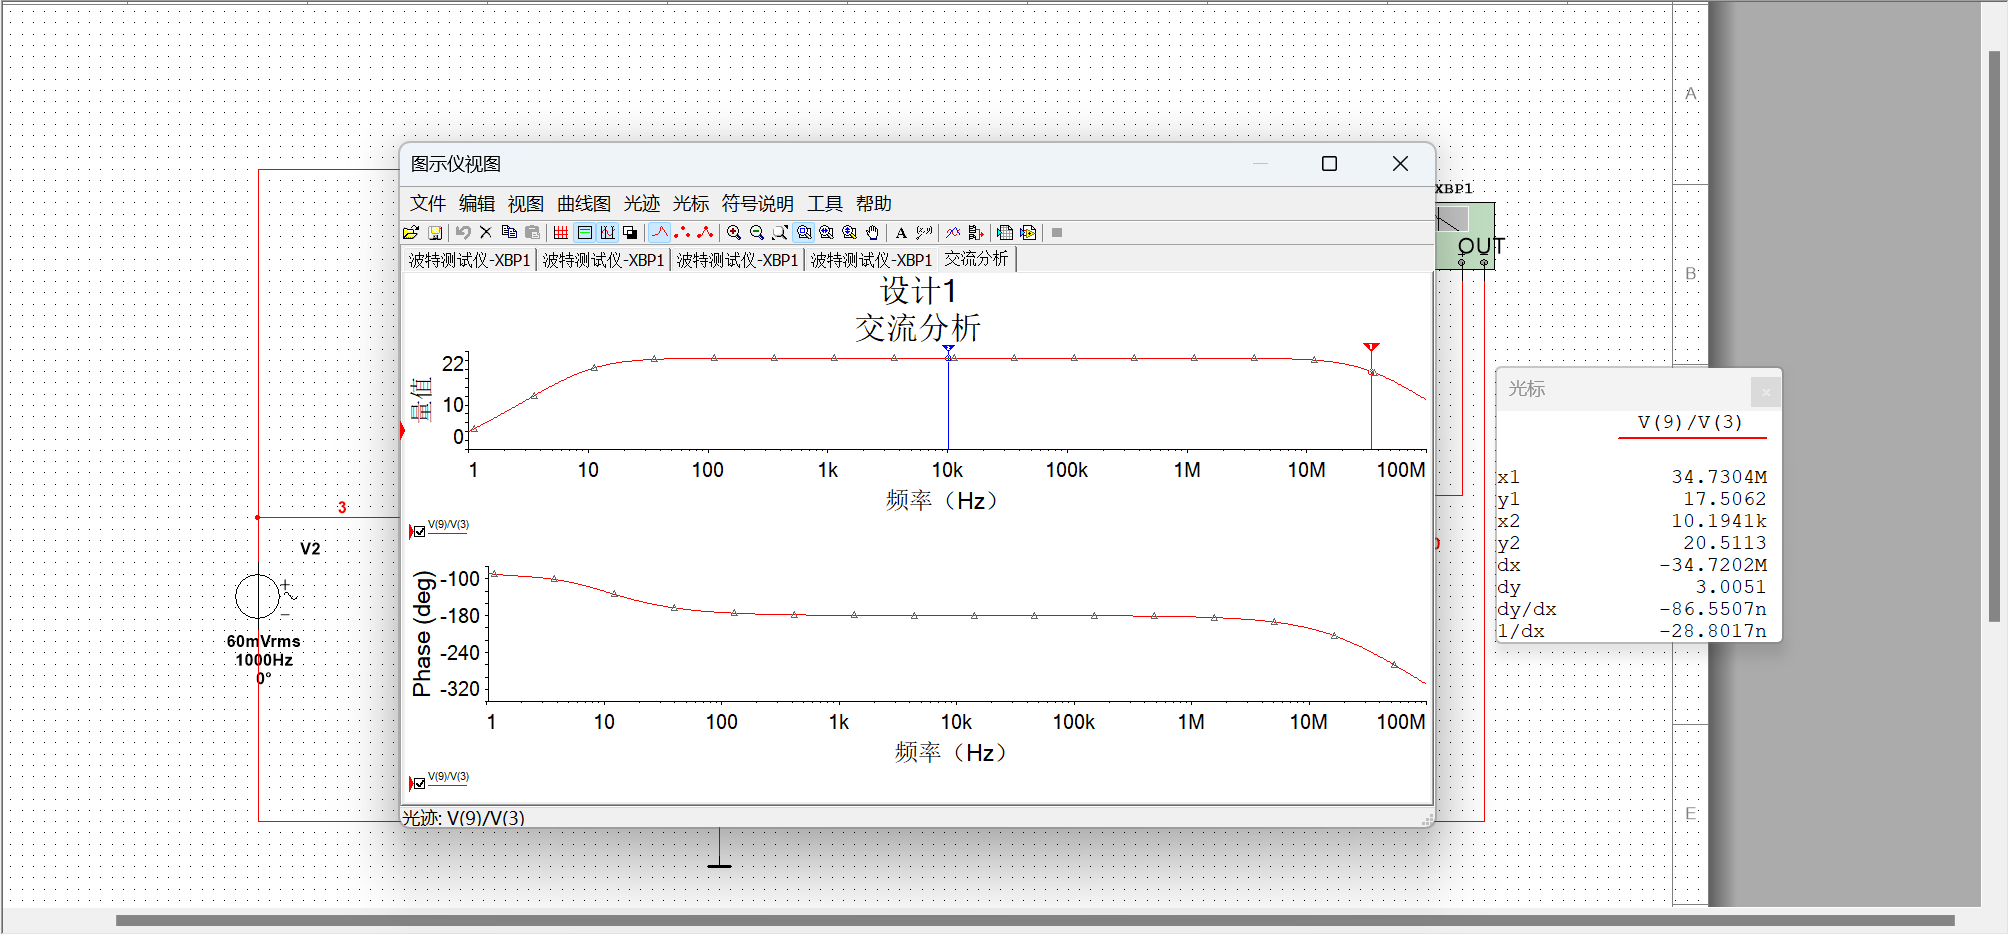 A
图示仪视图
文件 编辑 视图 曲线图 光迹 光标 符号说明 工具 帮助
XBP1
OUT
波特测试仪-XBP1 波特测试仪-XBP1 波特测试仪-XBP1 波特测试仪-XBP1 交流分析
B
设计1
交流分析
量值
22
10
0
1 10 100 1k 10k 100k 1M 10M 100M
频率（Hz）
V(9)/V(3)
Phase (deg)
-100
-180
-240
-320
1 10 100 1k 10k 100k 1M 10M 100M
频率（Hz）
V(9)/V(3)
光迹: V(9)/V(3)
3
V2
60mVrms
1000Hz
0°
光标
V(9)/V(3)
x1 34.7304M
y1 17.5062
x2 10.1941k
y2 20.5113
dx -34.7202M
dy 3.0051
dy/dx -86.5507n
1/dx -28.8017n
E